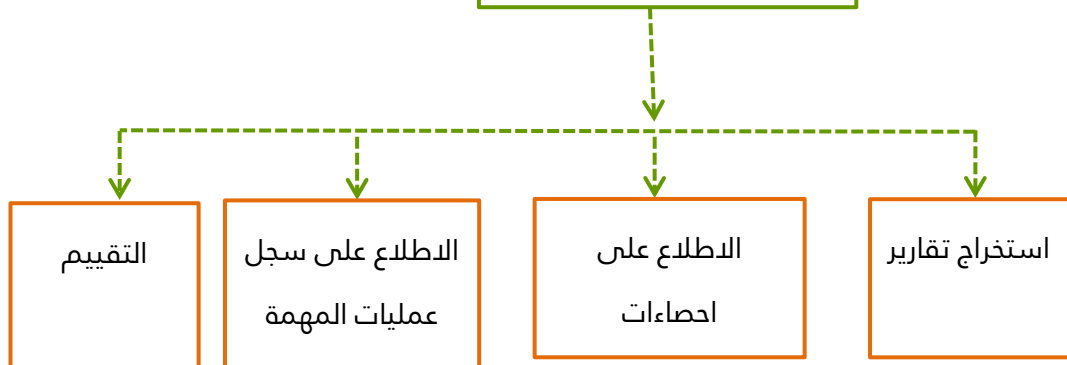 استخراج تقارير
الاطلاع على
احصاءات
الاطلاع على سجل
عمليات المهمة
التقييم